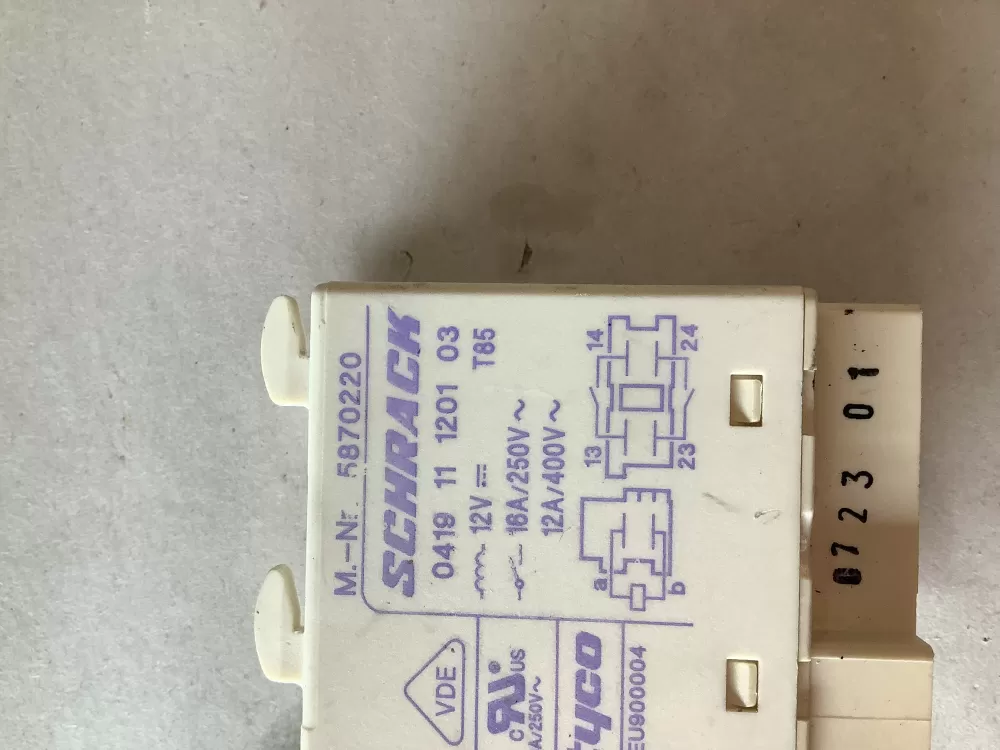 M.-Nr. 5870220
SCHRACK
0419 11 1201 03
12V T85
16A/250V~
12A/400V~
13 14
23 24
a
b
VDE
C US
A/250V~
tyco
EU900004
0723 01